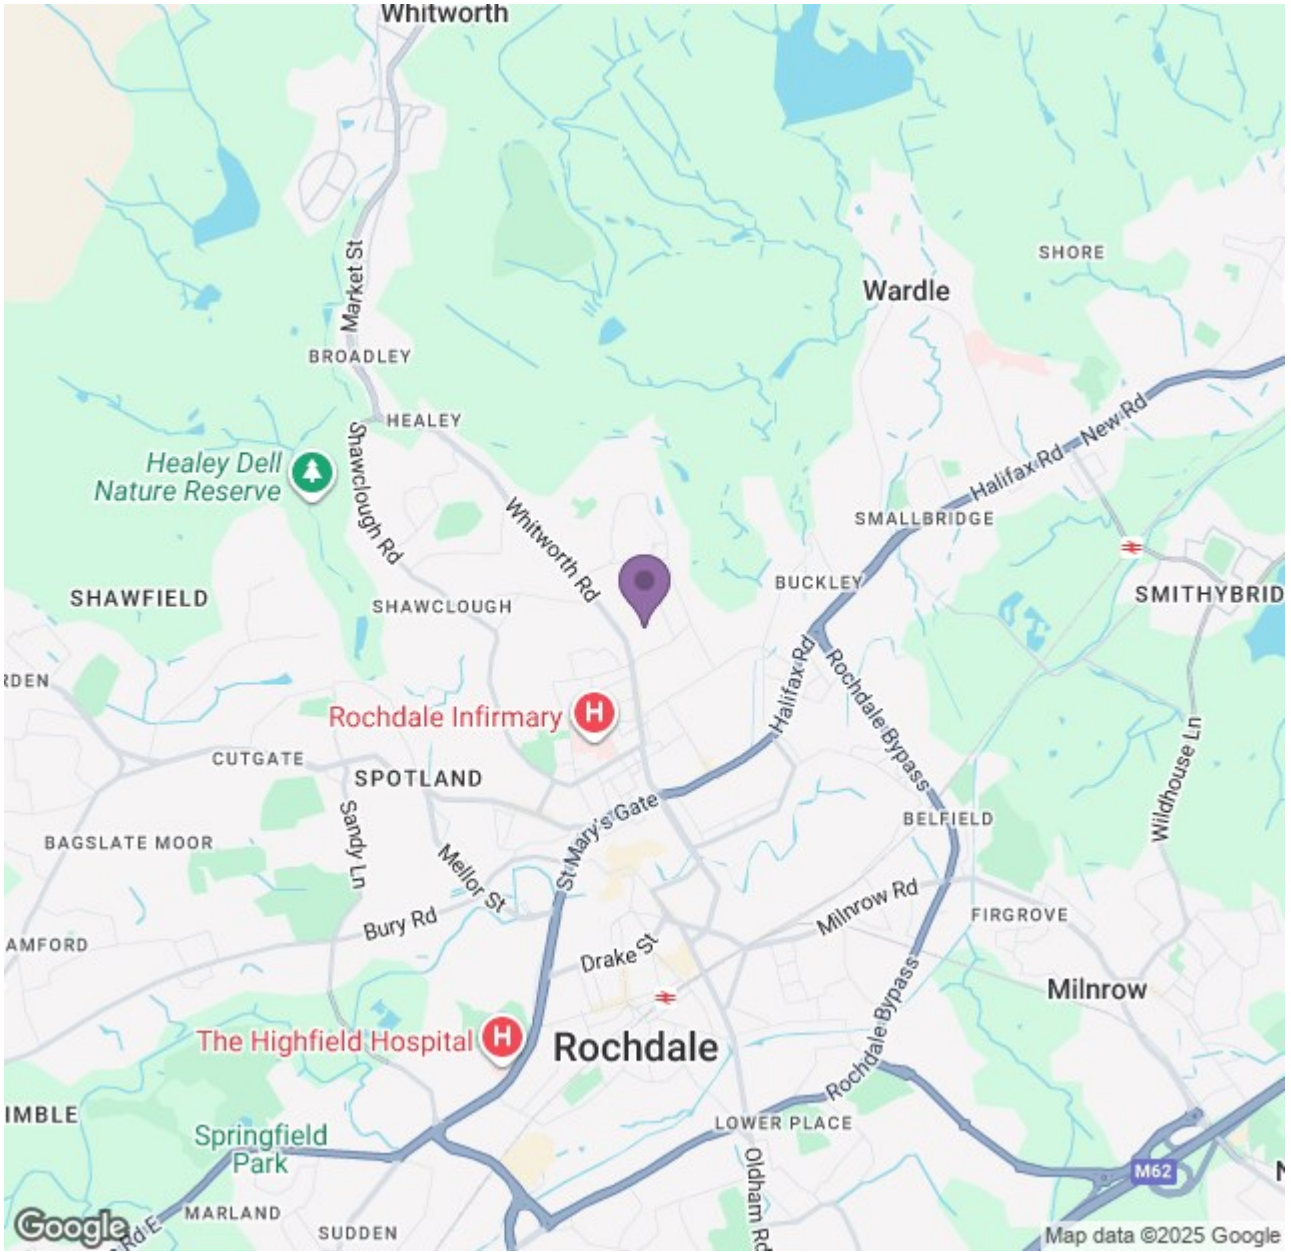 Whitworth
Market St
SHORE
Wardle
BROADLEY
HEALEY
Halifax Rd - New Rd
Healey Dell
Nature Reserve
Shawclough Rd
Whitworth Rd
SMALLBRIDGE
BUCKLEY
SHAWFIELD
SHAWCLOUGH
SMITHYBRID
Halifax Rd
Rochdale Bypass
RDEN
Rochdale Infirmary
H
CUTGATE
SPOTLAND
Wildhouse Ln
St Mary's Gate
BELFIELD
BAGSLATE MOOR
Sandy Ln
Mellor St
Milnrow Rd
Bury Rd
FIRGROVE
AMFORD
Drake St
Milnrow
Rochdale Bypass
The Highfield Hospital
H
Rochdale
IMBLE
LOWER PLACE
Springfield
Park
Oldham Rd
M62
N
MARLAND
SUDDEN
Rd E
Google
Map data ©2025 Google